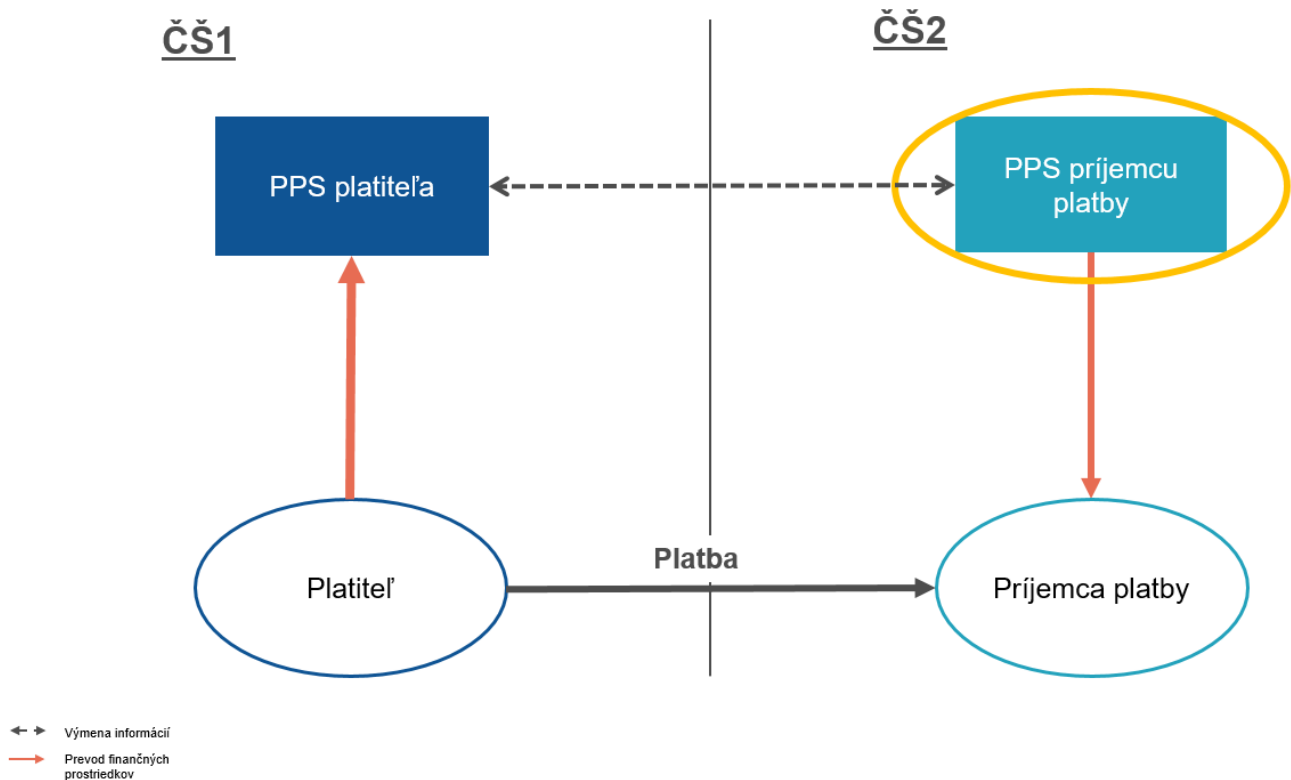 ČŠ1
ČŠ2
PPS platiteľa
PPS príjemcu
platby
Platba
Platiteľ
Príjemca platby
Výmena informácií
Prevod finančných
prostriedkov